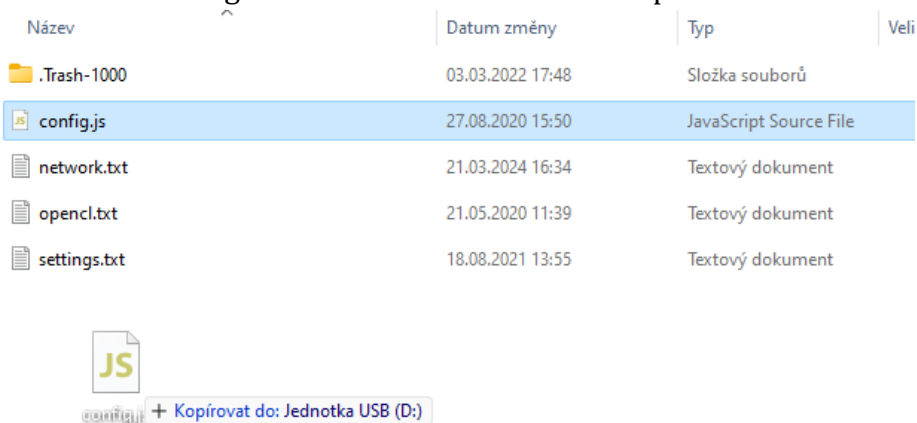 Název Datum změny Typ Veli
.Trash-1000 03.03.2022 17:48 Složka souborů
JS config.js 27.08.2020 15:50 JavaScript Source File
network.txt 21.03.2024 16:34 Textový dokument
opencl.txt 21.05.2020 11:39 Textový dokument
settings.txt 18.08.2021 13:55 Textový dokument
JS
config.j + Kopírovat do: Jednotka USB (D:)